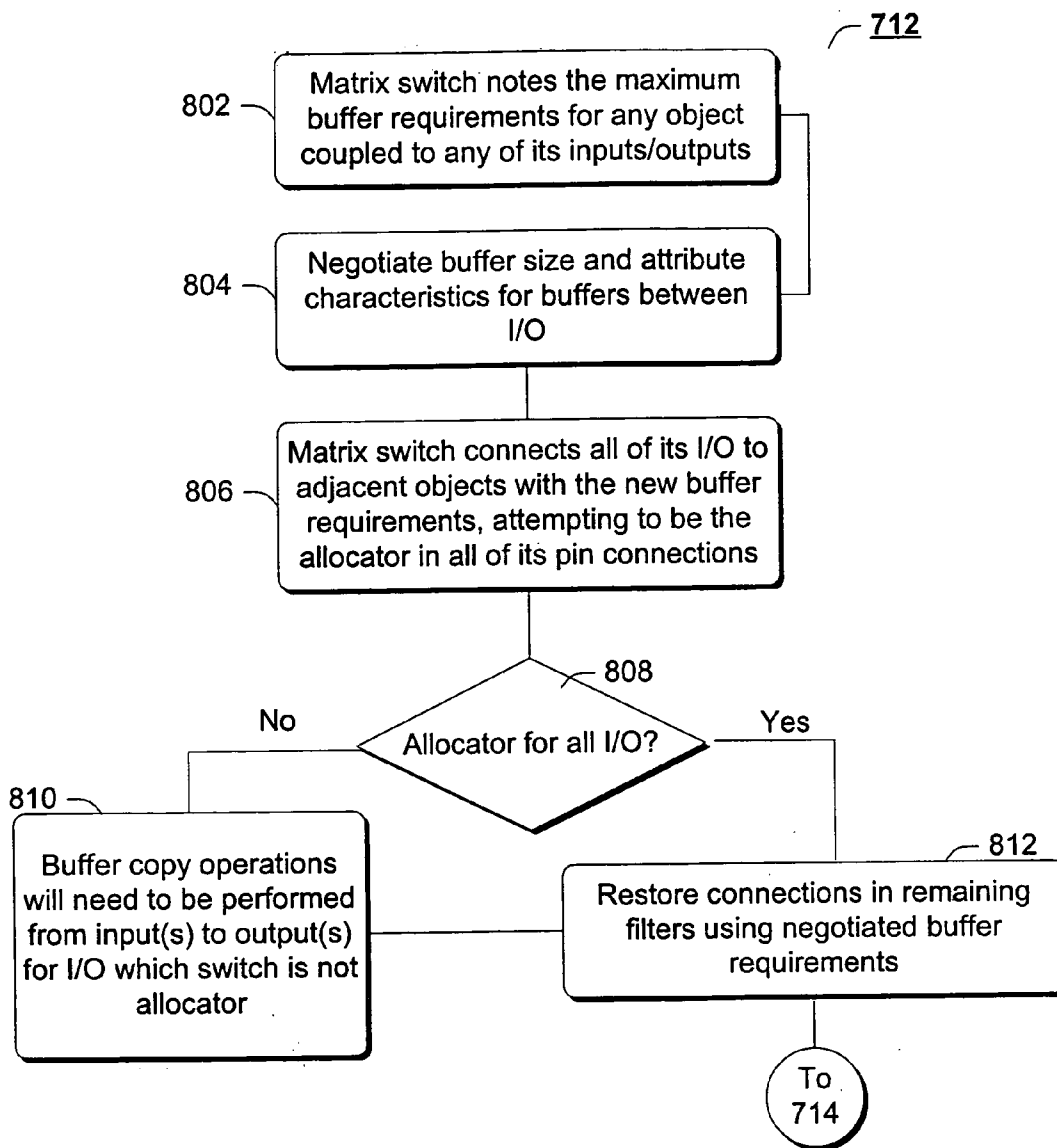 712
802
Matrix switch notes the maximum
buffer requirements for any object
coupled to any of its inputs/outputs
804
Negotiate buffer size and attribute
characteristics for buffers between
I/O
806
Matrix switch connects all of its I/O to
adjacent objects with the new buffer
requirements, attempting to be the
allocator in all of its pin connections
808
No
Allocator for all I/O?
Yes
810
Buffer copy operations
will need to be performed
from input(s) to output(s)
for I/O which switch is not
allocator
812
Restore connections in remaining
filters using negotiated buffer
requirements
To
714